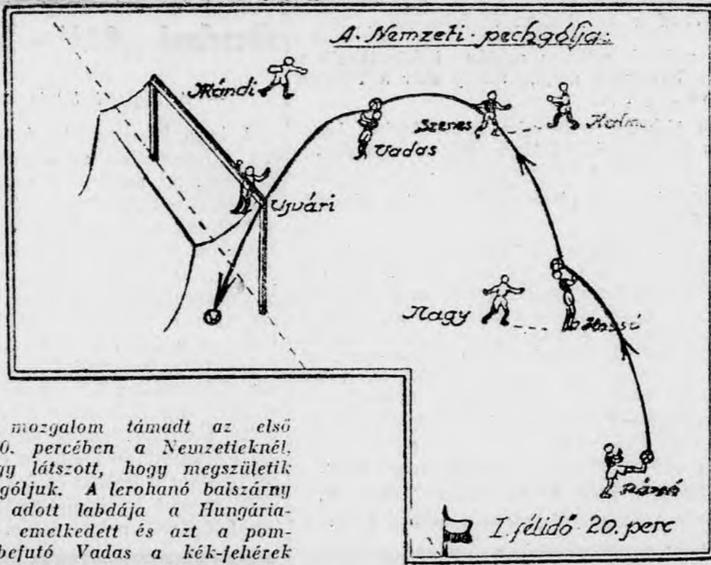 A. Nemzeti pechgólja:
Mándi
Szenes
Vadas
Ujvári
Nagy
I. félidő 20. perc
mozgalom támadt az első
0. percében a Nemzetieknél.
gy látszott, hogy megszületik
góljuk. A lerohanó balszárny
adott labdája a Hungária-
emelkedett és azt a pom-
befutó Vadas a kék-fehérek